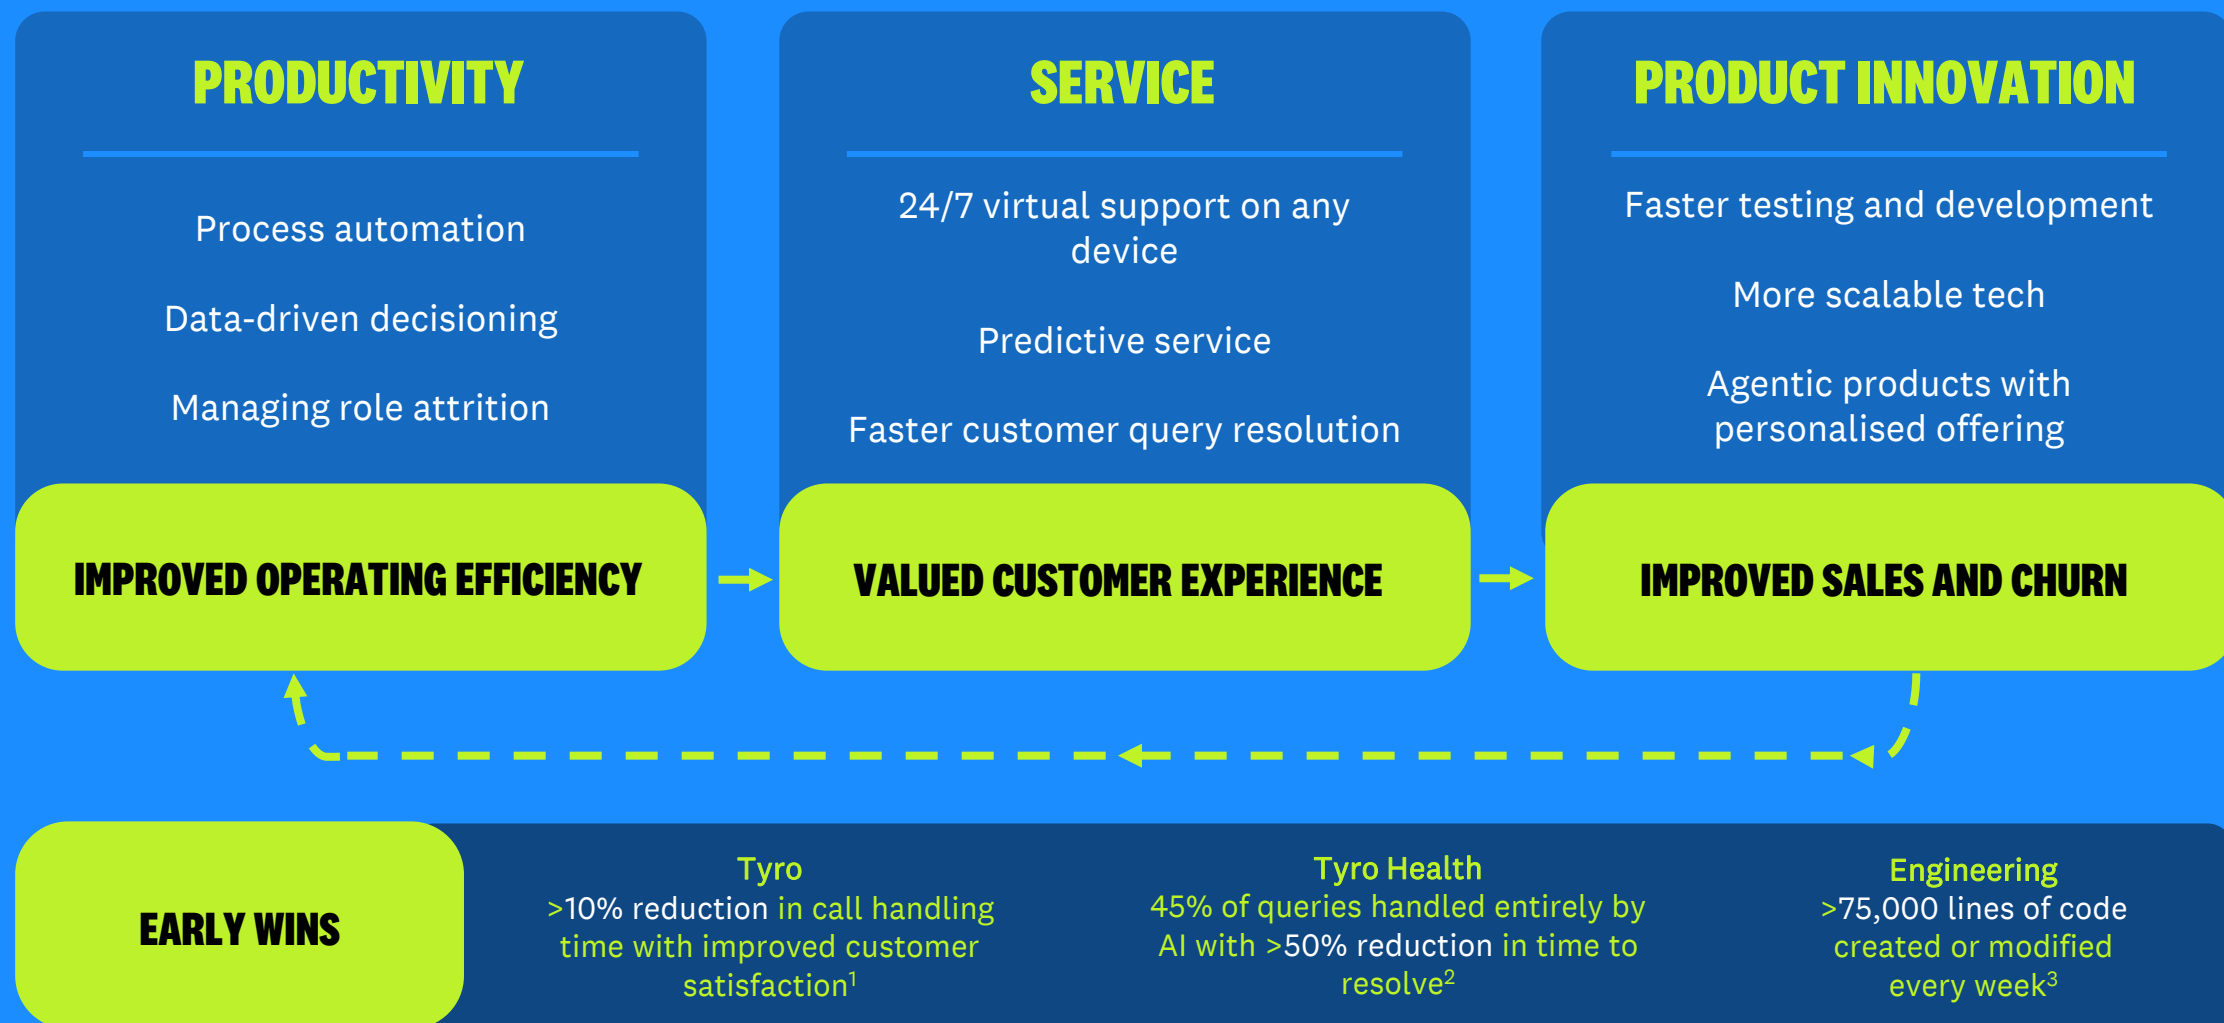 PRODUCTIVITY
Process automation
Data-driven decisioning
Managing role attrition
IMPROVED OPERATING EFFICIENCY
SERVICE
24/7 virtual support on any
device
Predictive service
Faster customer query resolution
VALUED CUSTOMER EXPERIENCE
PRODUCT INNOVATION
Faster testing and development
More scalable tech
Agentic products with
personalised offering
IMPROVED SALES AND CHURN
EARLY WINS
Tyro
>10% reduction in call handling
time with improved customer
satisfaction¹
Tyro Health
45% of queries handled entirely by
AI with >50% reduction in time to
resolve²
Engineering
>75,000 lines of code
created or modified
every week³